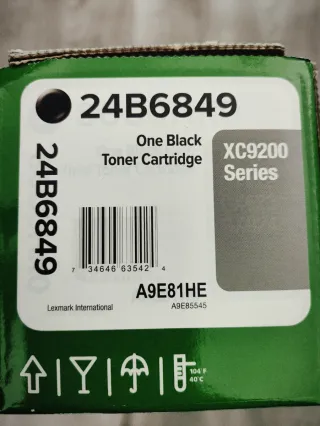 24B6849
One Black
Toner Cartridge
XC9200
Series
24B6849
7 34646 63542 4
A9E81HE
Lexmark International
A9E85545
104°F
40°C